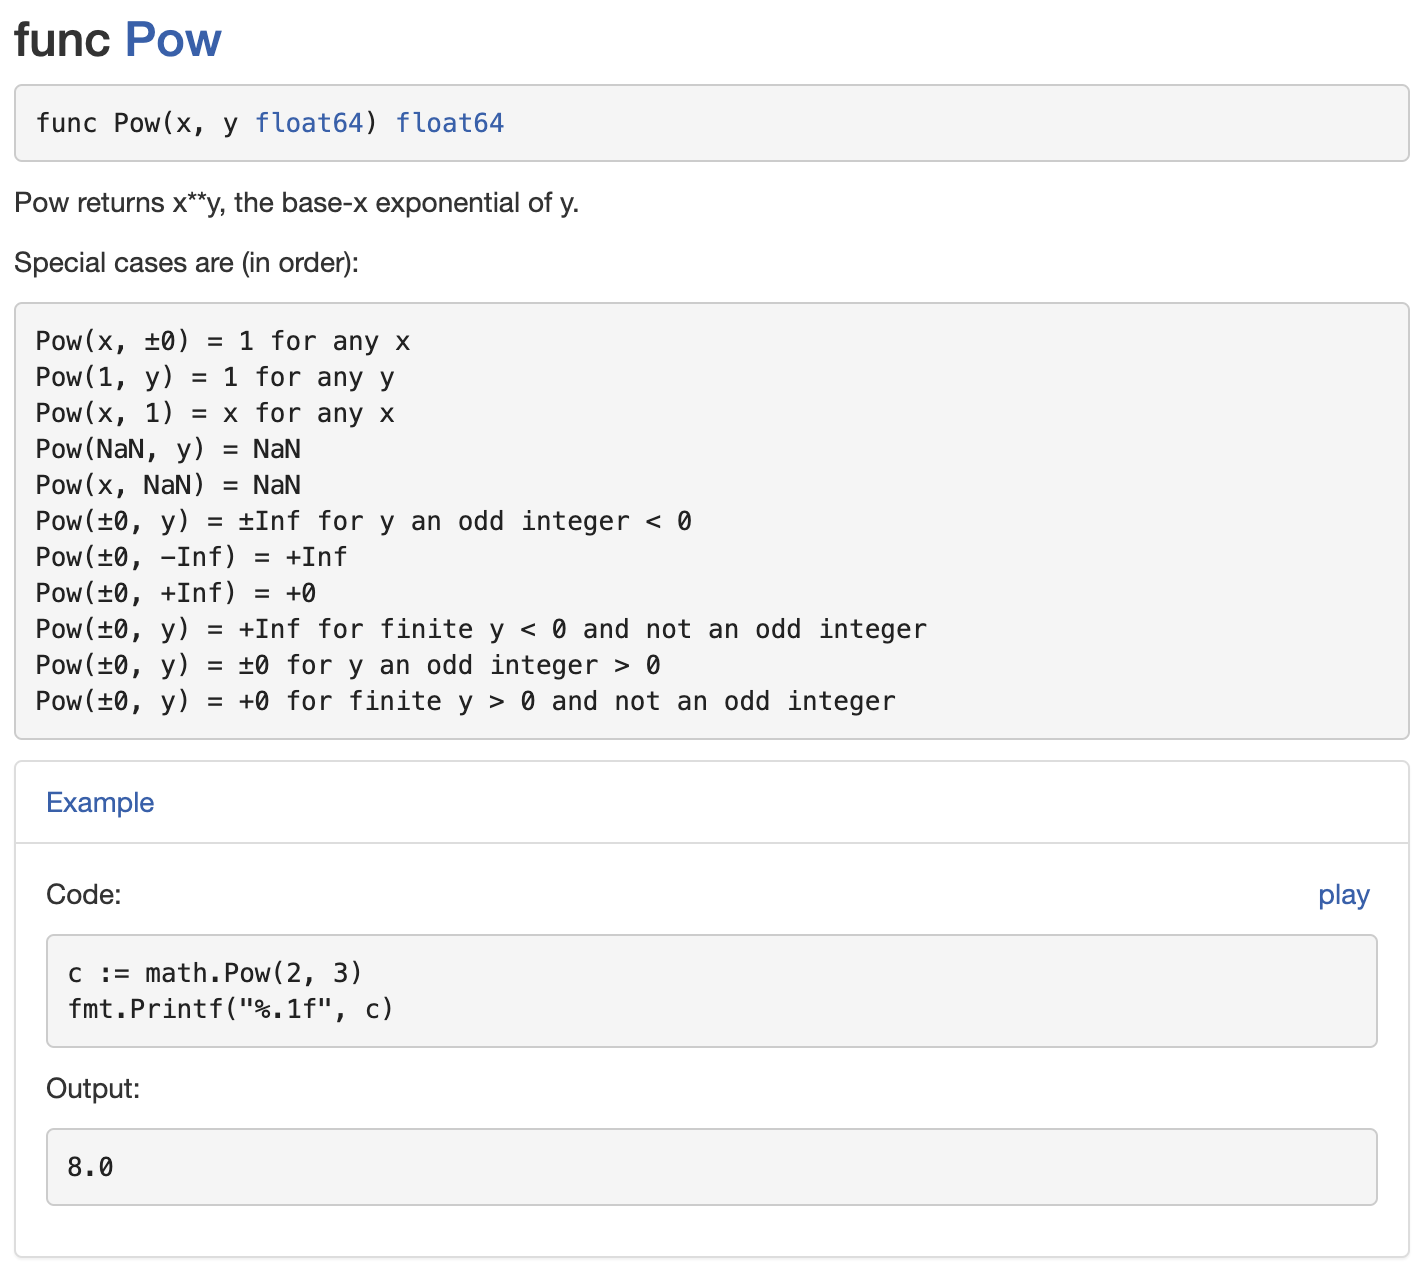 func Pow
func Pow(x, y float64) float64
Pow returns x**y, the base-x exponential of y.
Special cases are (in order):
Pow(x, ±0) = 1 for any x
Pow(1, y) = 1 for any y
Pow(x, 1) = x for any x
Pow(NaN, y) = NaN
Pow(x, NaN) = NaN
Pow(±0, y) = ±Inf for y an odd integer < 0
Pow(±0, -Inf) = +Inf
Pow(±0, +Inf) = +0
Pow(±0, y) = +Inf for finite y < 0 and not an odd integer
Pow(±0, y) = ±0 for y an odd integer > 0
Pow(±0, y) = +0 for finite y > 0 and not an odd integer
Example
Code:
play
c := math.Pow(2, 3)
fmt.Printf("%.1f", c)
Output:
8.0